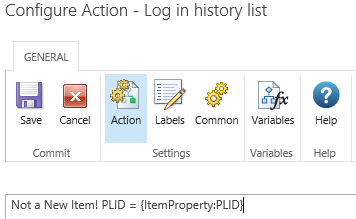 Configure Action - Log in history list
GENERAL
Save
Cancel
Action
Labels
Common
Variables
Help
Commit
Settings
Variables
Help
Not a New Item! PLID = {ItemProperty:PLID}